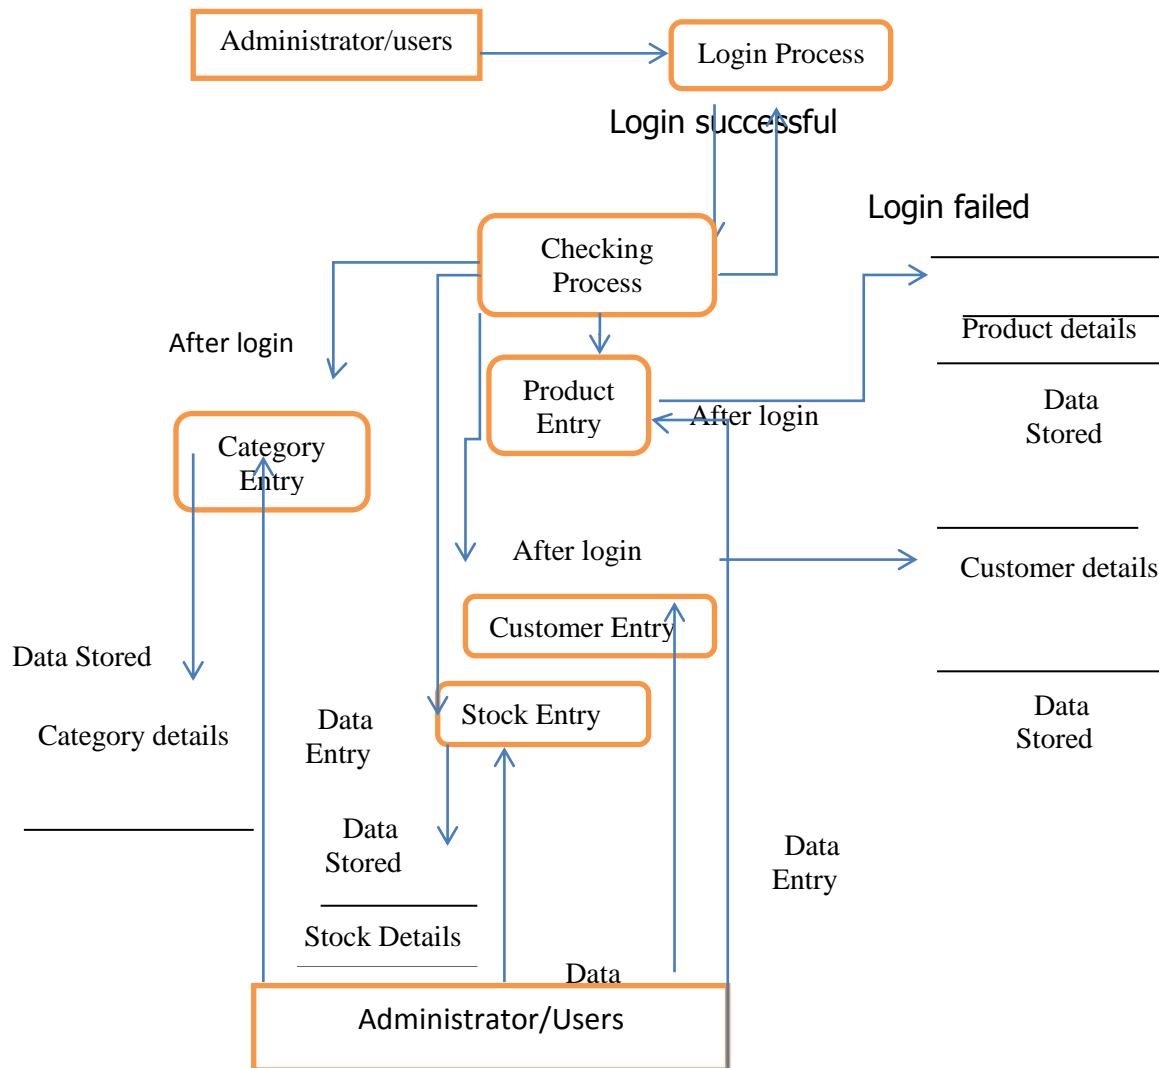 Administrator/users
Login Process
Login successful
Login failed
Checking
Process
Product details
After login
Product
Entry
After login
Data
Stored
Category
Entry
After login
Customer details
Customer Entry
Data Stored
Stock Entry
Data
Stored
Category details
Data
Entry
Data
Stored
Data
Entry
Stock Details
Data
Administrator/Users